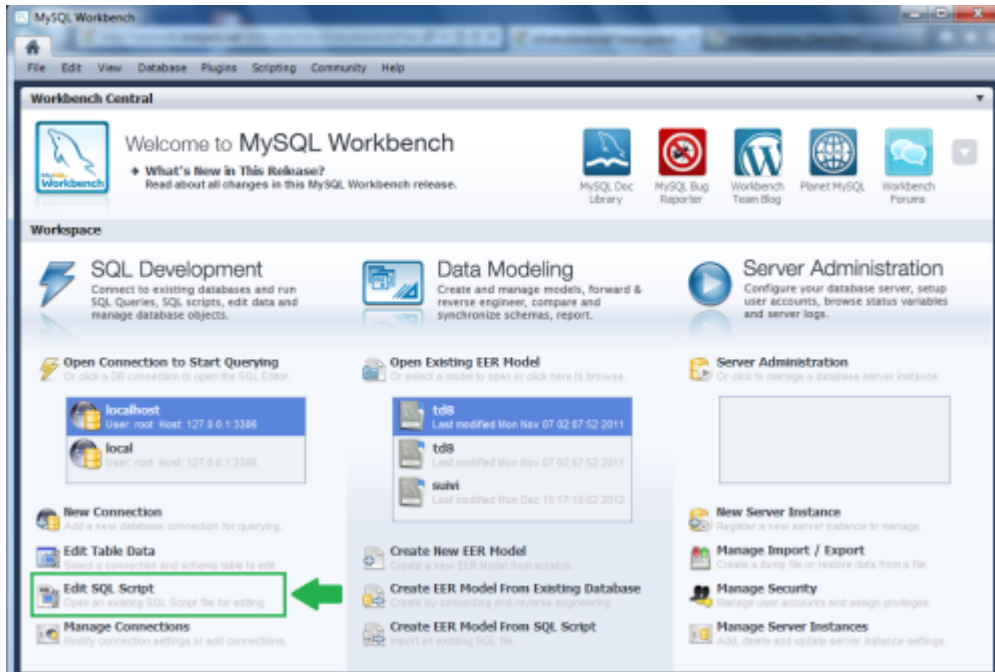 MySQL Workbench
File Edit View Database Plugins Scripting Community Help
Workbench Central
MySQL
Workbench
Welcome to MySQL Workbench
What's New in This Release?
Read about all changes in this MySQL Workbench release.
MySQL Doc
Library
MySQL Bug
Reporter
Workbench
Team Blog
Planet MySQL
Workbench
Forums
Workspace
SQL Development
Connect to existing databases and run
SQL Queries, SQL scripts, edit data and
manage database objects.
Open Connection to Start Querying
Or click a DB connection to open the SQL Editor.
localhost
User: root Host: 127.0.0.1:3306
local
User: root Host: 127.0.0.1:3306
New Connection
Add a new database connection for querying.
Edit Table Data
Select a connection and schema table to edit.
Edit SQL Script
Open an existing SQL Script file for editing.
Manage Connections
Modify connection settings or add connections.
Data Modeling
Create and manage models, forward &
reverse engineer, compare and
synchronize schemas, report.
Open Existing EER Model
Or select a model to open or click here to browse.
td8
Last modified Mon Nov 07 02:07:52 2011
td8
Last modified Mon Nov 07 02:07:52 2011
suivi
Last modified Mon Dec 10 17:19:02 2012
Create New EER Model
Create a new EER Model from scratch.
Create EER Model From Existing Database
Create by connecting and reverse engineering.
Create EER Model From SQL Script
Import an existing SQL file.
Server Administration
Configure your database server, setup
user accounts, browse status variables
and server logs.
Server Administration
Or click to manage a database server instance.
New Server Instance
Register a new server instance to manage.
Manage Import / Export
Create a dump file or restore data from a file.
Manage Security
Manage user accounts and assign privileges.
Manage Server Instances
Add, delete and update server instance settings.